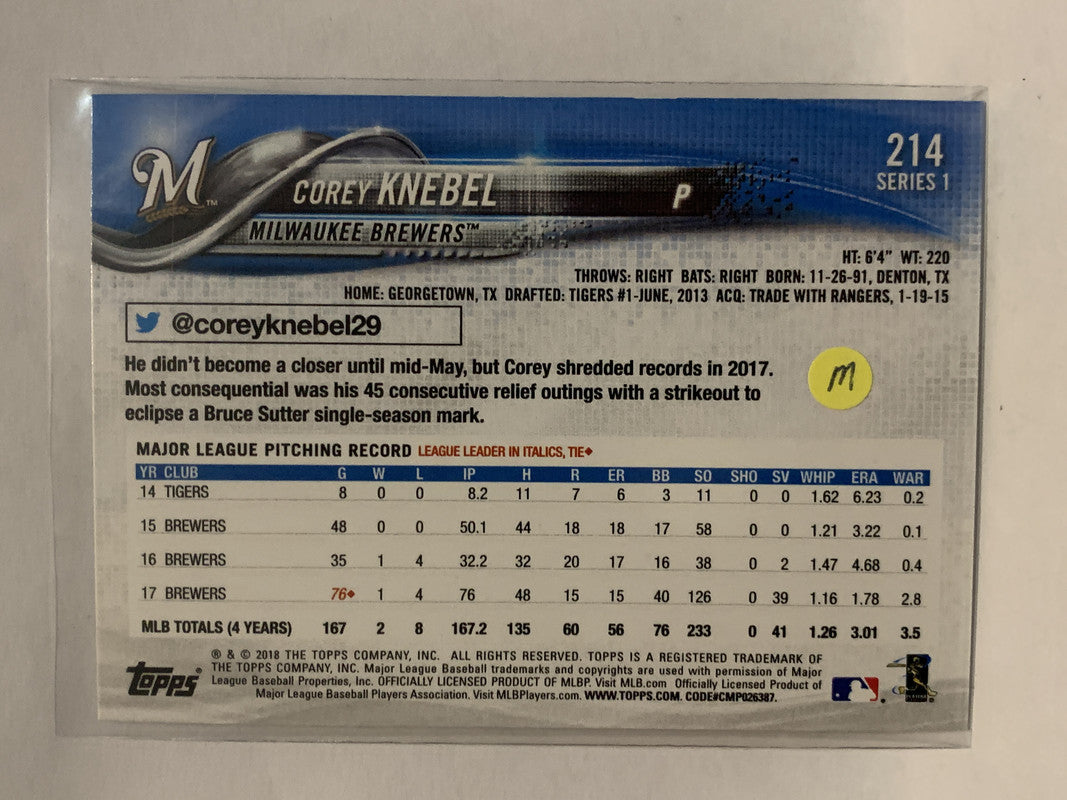 M™
214
SERIES 1
COREY KNEBEL P
MILWAUKEE BREWERS™
HT: 6'4" WT: 220
THROWS: RIGHT BATS: RIGHT BORN: 11-26-91, DENTON, TX
HOME: GEORGETOWN, TX DRAFTED: TIGERS #1-JUNE, 2013 ACQ: TRADE WITH RANGERS, 1-19-15
@coreyknebel29
He didn't become a closer until mid-May, but Corey shredded records in 2017.
Most consequential was his 45 consecutive relief outings with a strikeout to
eclipse a Bruce Sutter single-season mark.
M
MAJOR LEAGUE PITCHING RECORD LEAGUE LEADER IN ITALICS, TIE◆
YR CLUB G W L IP H R ER BB SO SHO SV WHIP ERA WAR
14 TIGERS 8 0 0 8.2 11 7 6 3 11 0 0 1.62 6.23 0.2
15 BREWERS 48 0 0 50.1 44 18 18 17 58 0 0 1.21 3.22 0.1
16 BREWERS 35 1 4 32.2 32 20 17 16 38 0 2 1.47 4.68 0.4
17 BREWERS 76◆ 1 4 76 48 15 15 40 126 0 39 1.16 1.78 2.8
MLB TOTALS (4 YEARS) 167 2 8 167.2 135 60 56 76 233 0 41 1.26 3.01 3.5
® & © 2018 THE TOPPS COMPANY, INC. ALL RIGHTS RESERVED. TOPPS IS A REGISTERED TRADEMARK OF
THE TOPPS COMPANY, INC. Major League Baseball trademarks and copyrights are used with permission of Major
League Baseball Properties, Inc. OFFICIALLY LICENSED PRODUCT OF MLBP. Visit MLB.com Officially Licensed Product of
Major League Baseball Players Association. Visit MLBPlayers.com. WWW.TOPPS.COM. CODE#CMP026387.
topps